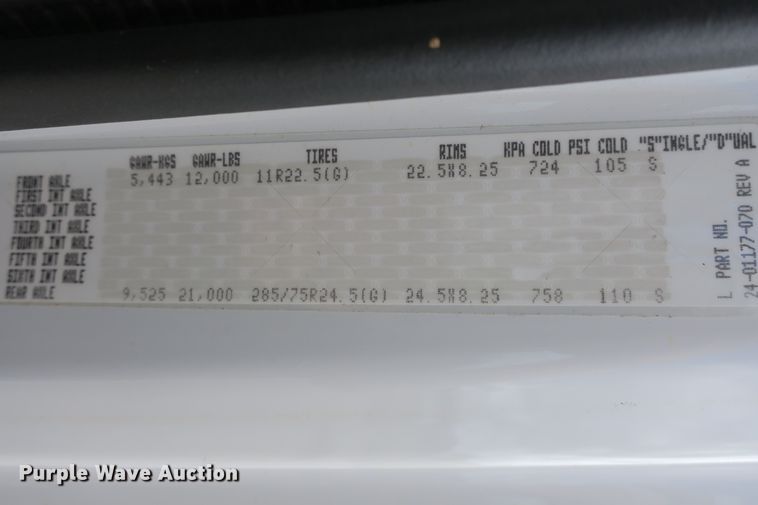 GAWR-KGS GAWR-LBS TIRES RIMS KPA COLD PSI COLD "S"INGLE/"D"UAL
FRONT AXLE 5,443 12,000 11R22.5(G) 22.5X8.25 724 105 S
FIRST INT AXLE
SECOND INT AXLE
THIRD INT AXLE
FOURTH INT AXLE
FIFTH INT AXLE
SIXTH INT AXLE
REAR AXLE 9,525 21,000 285/75R24.5(G) 24.5X8.25 758 110 S
L PART NO.
24-01177-070 REV A
Purple Wave Auction